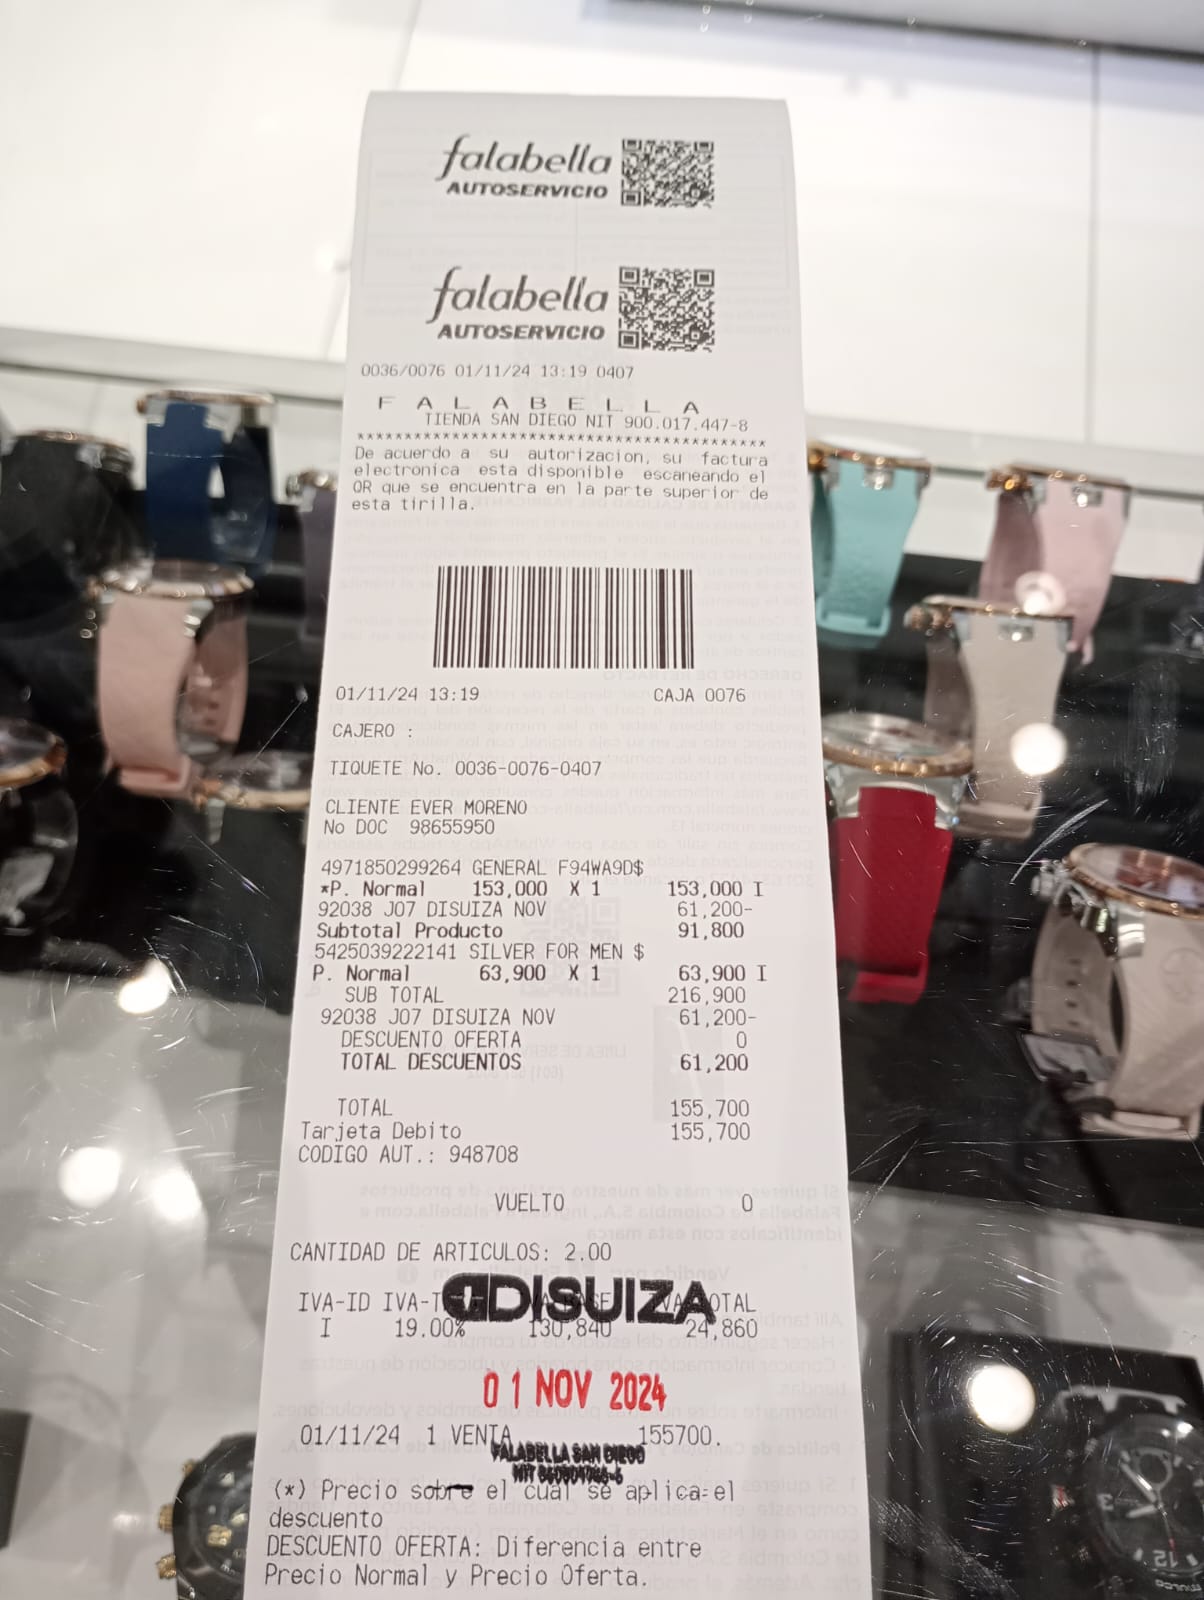 falabella
AUTOSERVICIO
falabella
AUTOSERVICIO
0036/0076 01/11/24 13:19 0407
F A L A B E L L A
TIENDA SAN DIEGO NIT 900.017.447-8
******************************************
De acuerdo a su autorizacion, su factura
electronica esta disponible escaneando el
QR que se encuentra en la parte superior de
esta tirilla.
01/11/24 13:19 CAJA 0076
CAJERO :
TIQUETE No. 0036-0076-0407
CLIENTE EVER MORENO
No DOC 98655950
4971850299264 GENERAL F94WA9D$
*P. Normal 153,000 X 1 153,000 I
92038 J07 DISUIZA NOV 61,200-
Subtotal Producto 91,800
5425039222141 SILVER FOR MEN $
P. Normal 63,900 X 1 63,900 I
SUB TOTAL 216,900
92038 J07 DISUIZA NOV 61,200-
DESCUENTO OFERTA 0
TOTAL DESCUENTOS 61,200
TOTAL 155,700
Tarjeta Debito 155,700
CODIGO AUT.: 948708
VUELTO 0
CANTIDAD DE ARTICULOS: 2.00
DISUIZA
IVA-ID
I 19.00% 130,840 24,860
01 NOV 2024
01/11/24 1 VENTA 155700.
FALABELLA SAN DIEGO
NIT
(*) Precio sobre el cual se aplica el
descuento
DESCUENTO OFERTA: Diferencia entre
Precio Normal y Precio Oferta.